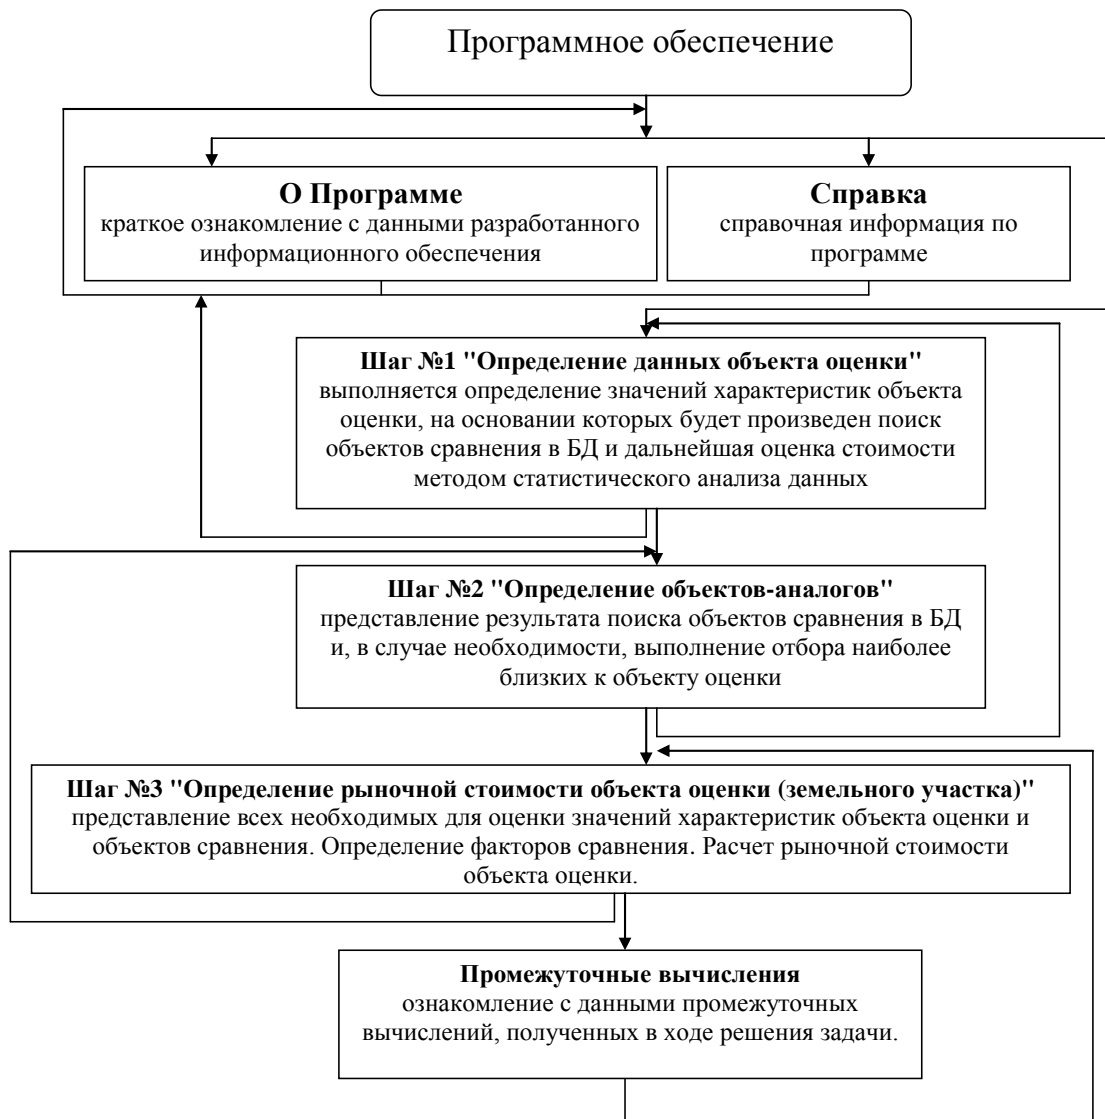 Программное обеспечение
О Программе
краткое ознакомление с данными разработанного
информационного обеспечения
Справка
справочная информация по
программе
Шаг №1 "Определение данных объекта оценки"
выполняется определение значений характеристик объекта
оценки, на основании которых будет произведен поиск
объектов сравнения в БД и дальнейшая оценка стоимости
методом статистического анализа данных
Шаг №2 "Определение объектов-аналогов"
представление результата поиска объектов сравнения в БД
и, в случае необходимости, выполнение отбора наиболее
близких к объекту оценки
Шаг №3 "Определение рыночной стоимости объекта оценки (земельного участка)"
представление всех необходимых для оценки значений характеристик объекта оценки и
объектов сравнения. Определение факторов сравнения. Расчет рыночной стоимости
объекта оценки.
Промежуточные вычисления
ознакомление с данными промежуточных
вычислений, полученных в ходе решения задачи.